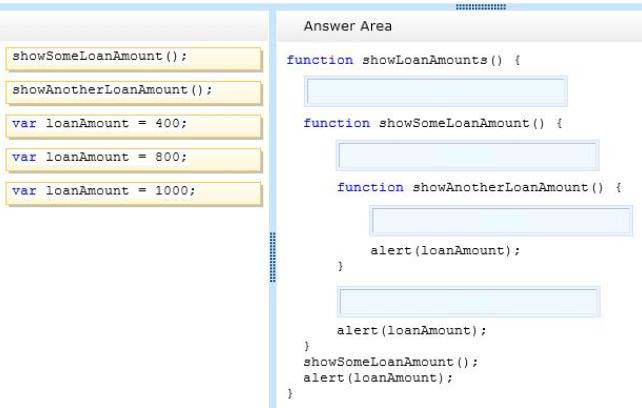 Answer Area
showSomeLoanAmount();
showAnotherLoanAmount();
var loanAmount = 400;
var loanAmount = 800;
var loanAmount = 1000;
function showLoanAmounts() {
function showSomeLoanAmount() {
function showAnotherLoanAmount() {
alert(loanAmount);
}
alert(loanAmount);
}
showSomeLoanAmount();
alert(loanAmount);
}